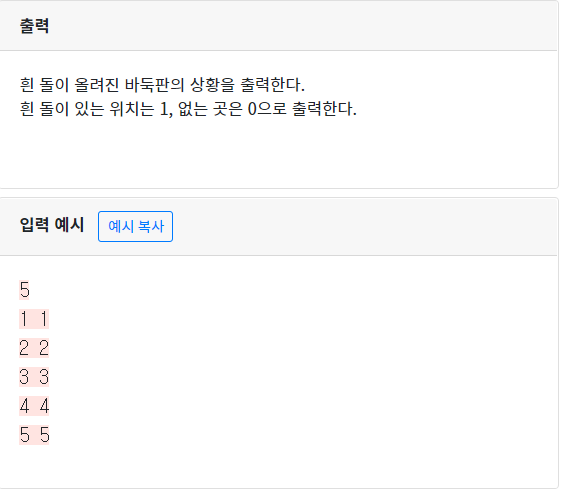 출력
흰 돌이 올려진 바둑판의 상황을 출력한다.
흰 돌이 있는 위치는 1, 없는 곳은 0으로 출력한다.
입력 예시 예시 복사
5
1 1
2 2
3 3
4 4
5 5